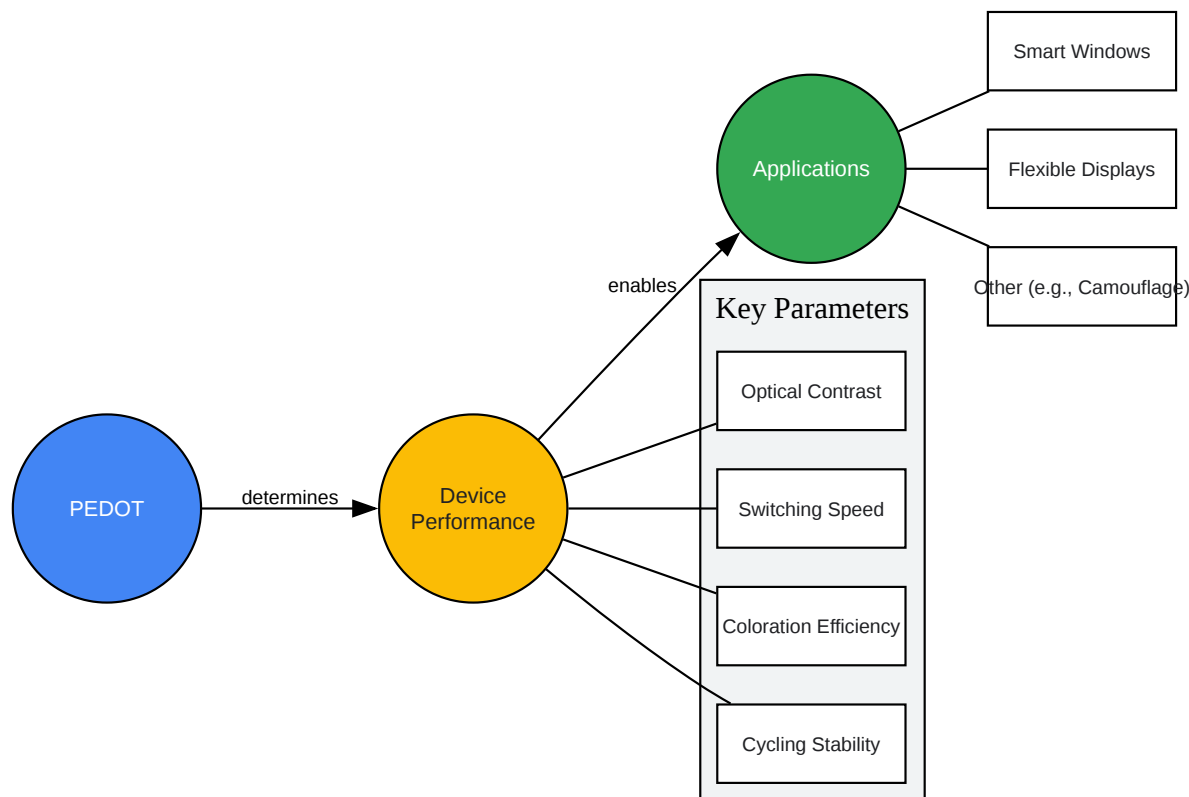 Smart Windows
Applications
Flexible Displays
enables
Other (e.g., Camouflage)
Key Parameters
Optical Contrast
PEDOT
determines
Device
Performance
Switching Speed
Coloration Efficiency
Cycling Stability